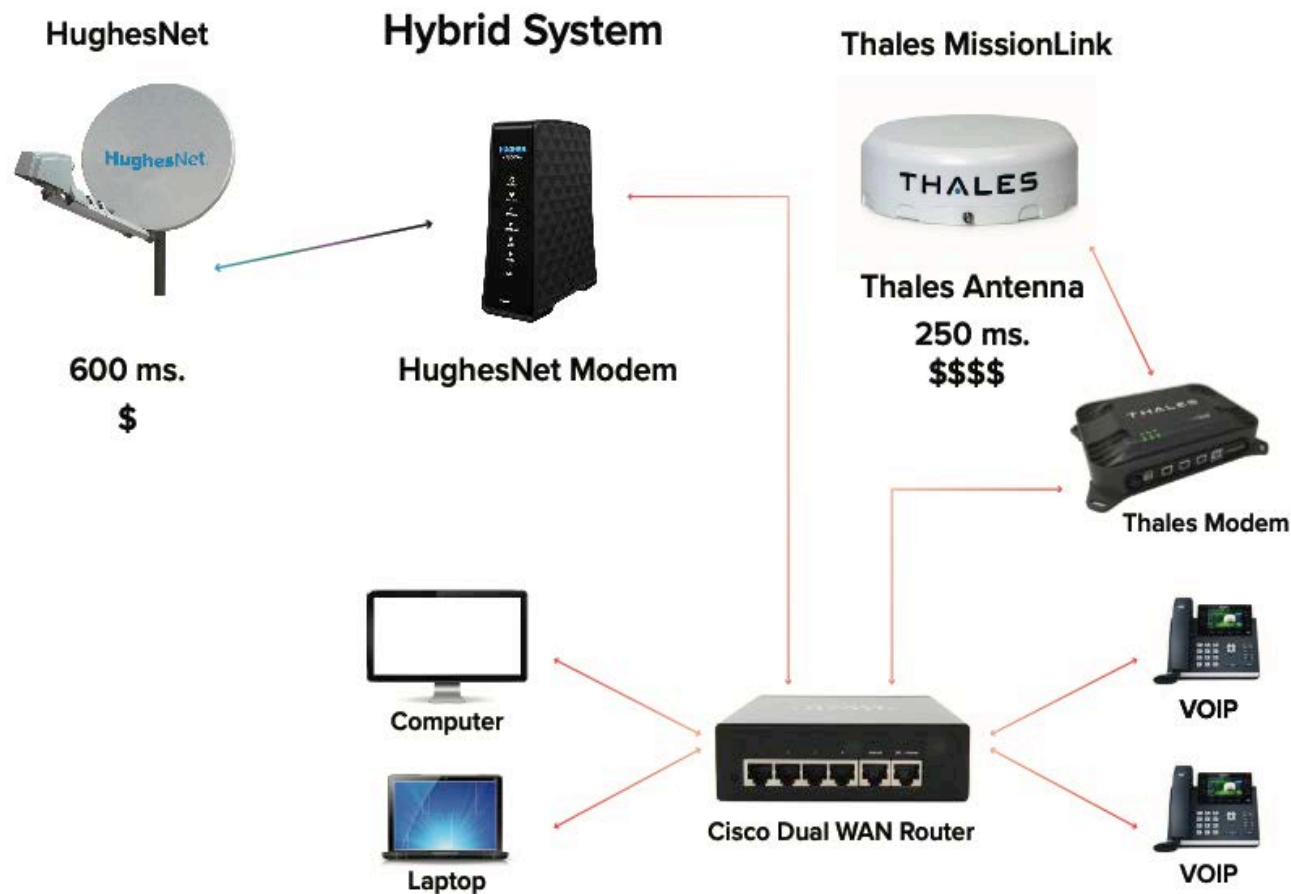 HughesNet
Hybrid System
Thales MissionLink
HughesNet
HUGHES
THALES
Thales Antenna
250 ms.
$$$$
600 ms.
$
HughesNet Modem
THALES
Thales Modem
Computer
Laptop
Cisco Dual WAN Router
VOIP
VOIP